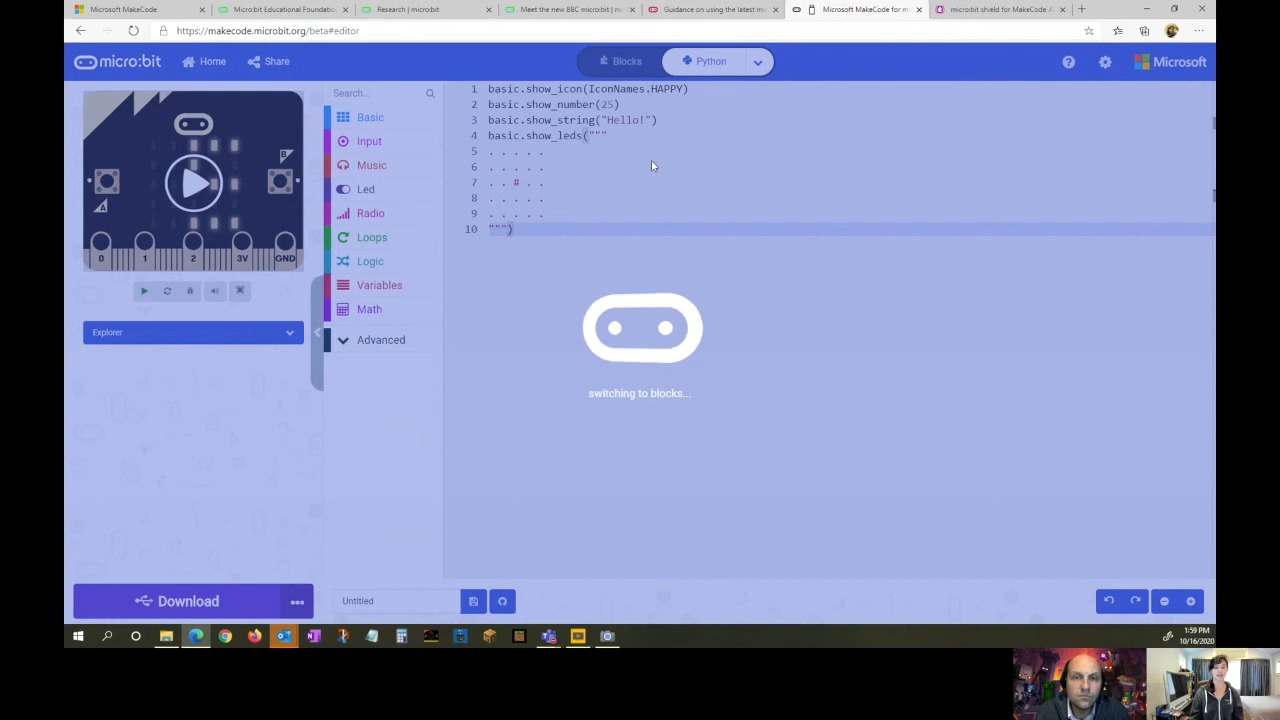 Microsoft MakeCode
Micro:bit Educational Foundation
Research | micro:bit
Meet the new BBC micro:bit | mi
Guidance on using the latest mic
Microsoft MakeCode for mi
micro:bit shield for MakeCode A
https://makecode.microbit.org/beta#editor
micro:bit
Home
Share
Blocks
Python
Microsoft
Search...
Basic
Input
Music
Led
Radio
Loops
Logic
Variables
Math
Advanced
B
A
0 1 2 3V GND
Explorer
1 basic.show_icon(IconNames.HAPPY)
2 basic.show_number(25)
3 basic.show_string("Hello!")
4 basic.show_leds("""
5 . . . . .
6 . . . . .
7 . . # . .
8 . . . . .
9 . . . . .
10 """)
switching to blocks...
Download
Untitled
1:59 PM
10/16/2020